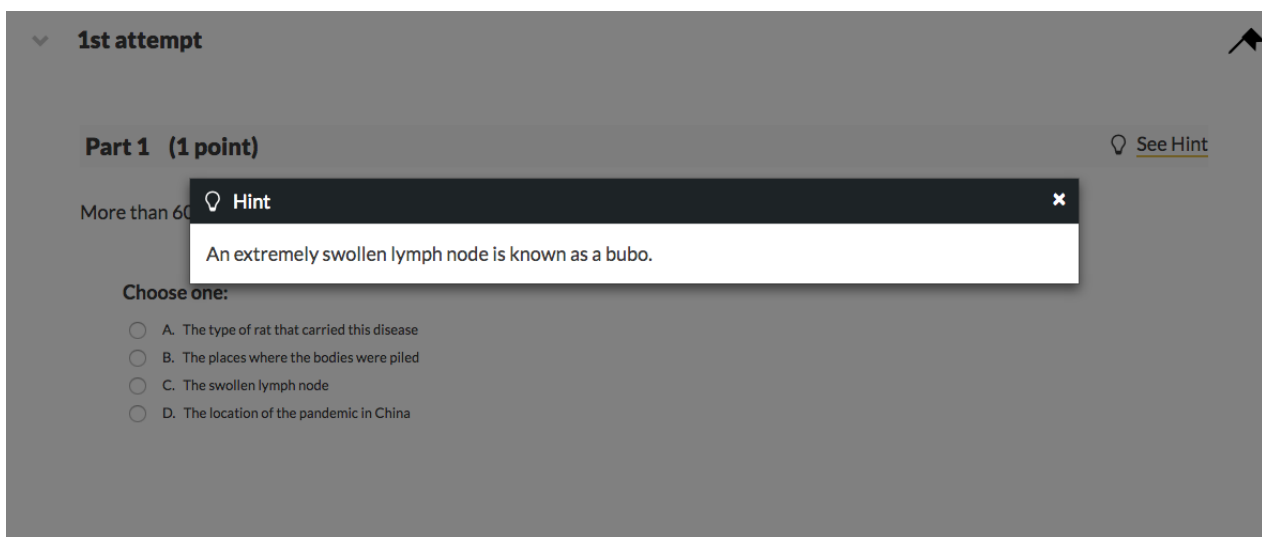 1st attempt
Part 1 (1 point)
See Hint
Hint
More than 60
An extremely swollen lymph node is known as a bubo.
Choose one:
A. The type of rat that carried this disease
B. The places where the bodies were piled
C. The swollen lymph node
D. The location of the pandemic in China